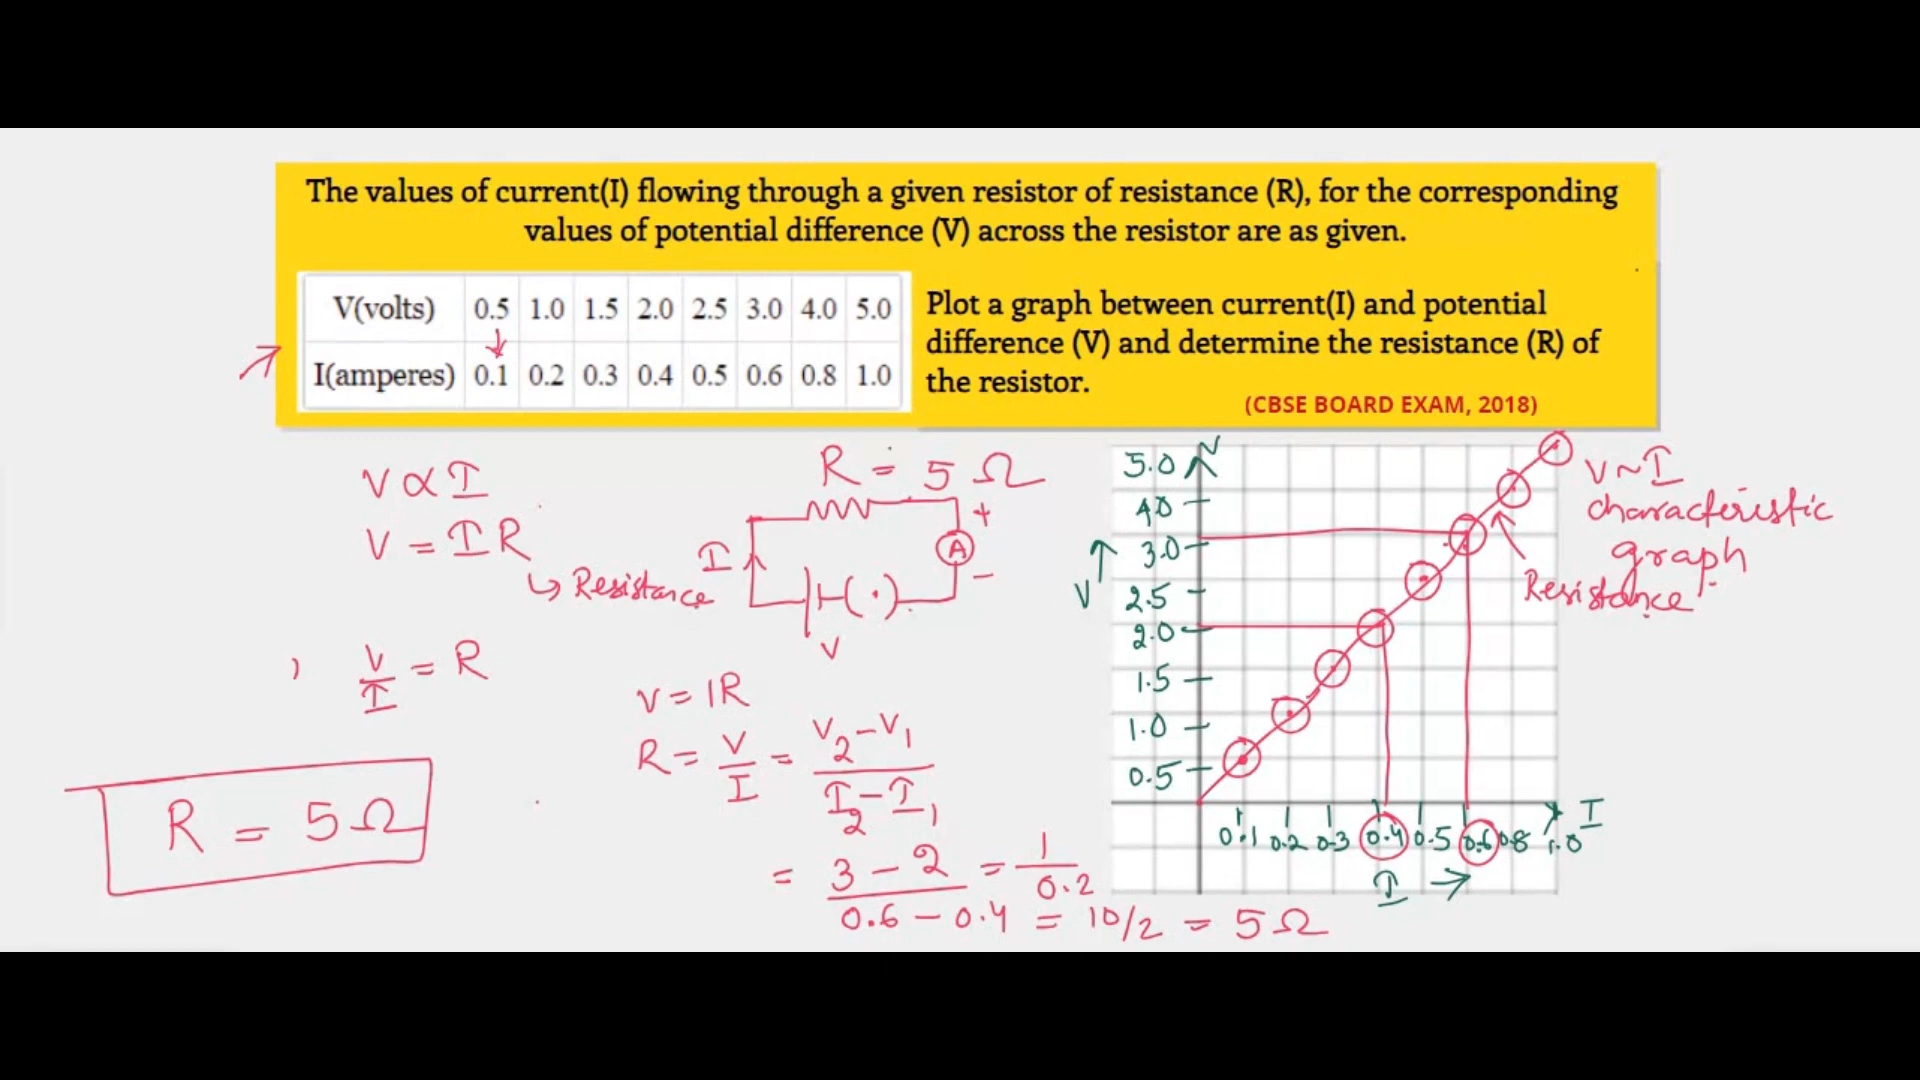 The values of current(I) flowing through a given resistor of resistance (R), for the corresponding
values of potential difference (V) across the resistor are as given.
V(volts) 0.5 1.0 1.5 2.0 2.5 3.0 4.0 5.0
I(amperes) 0.1 0.2 0.3 0.4 0.5 0.6 0.8 1.0
Plot a graph between current(I) and potential
difference (V) and determine the resistance (R) of
the resistor.
(CBSE BOARD EXAM, 2018)
V ∝ I
V = I R
↳ Resistance
V/I = R
R = 5 Ω
R = 5 Ω
+
I
A
−
( · )
V
V = IR
R = V/I = V2 − V1 / I2 − I1
= 3 − 2 / 0.6 − 0.4 = 1 / 0.2
= 10/2 = 5 Ω
5.0
4.0
3.0
V
2.5
2.0
1.5
1.0
0.5
0.1 0.2 0.3 0.4 0.5 0.6 0.8 1.0
I
I →
V ~ I
characteristic
graph
Resistance